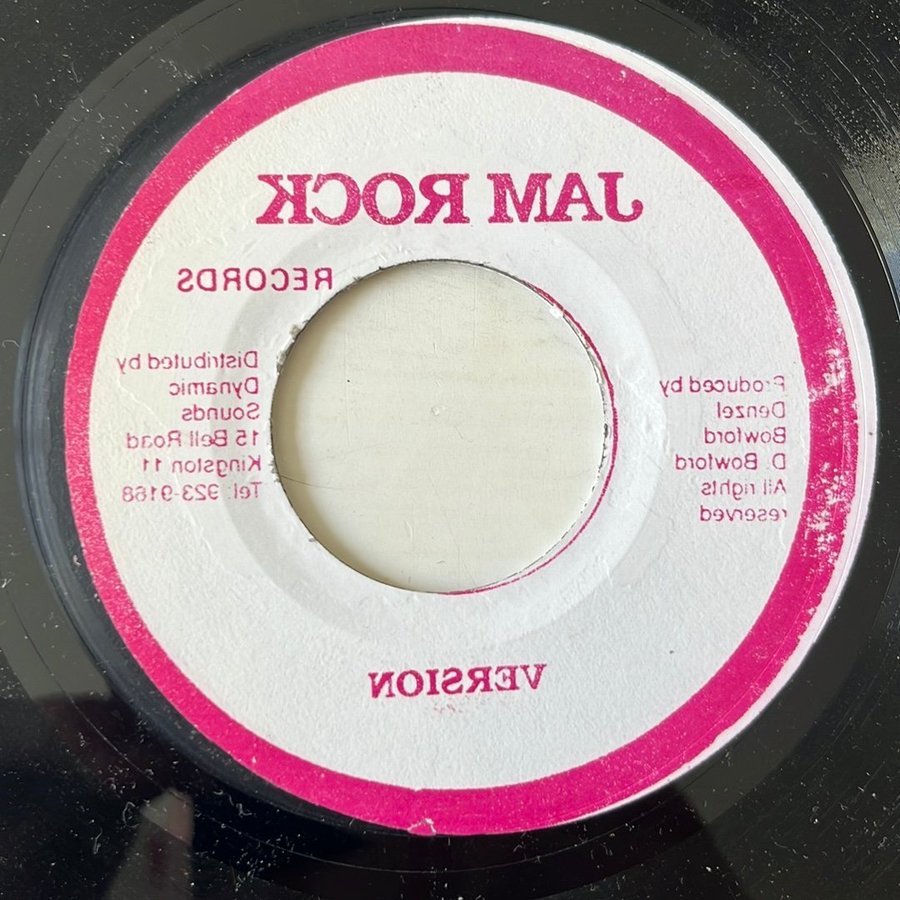 JAM ROCK
RECORDS
Produced by
Denzel
Bowford
D. Bowford
All rights
reserved
Distributed by
Dynamic
Sounds
15 Bell Road
Kingston 11
Tel: 923-9168
VERSION